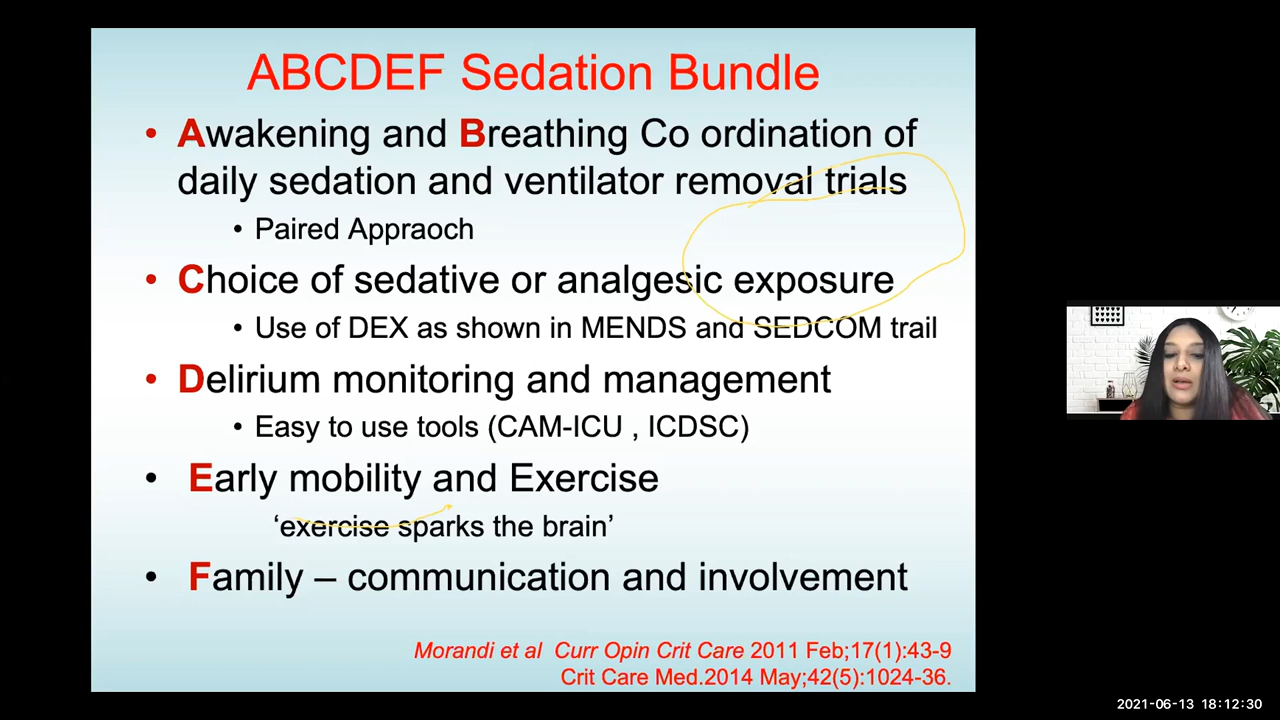 ABCDEF Sedation Bundle
• Awakening and Breathing Co ordination of
daily sedation and ventilator removal trials
• Paired Appraoch
• Choice of sedative or analgesic exposure
• Use of DEX as shown in MENDS and SEDCOM trail
• Delirium monitoring and management
• Easy to use tools (CAM-ICU , ICDSC)
• Early mobility and Exercise
‘exercise sparks the brain’
• Family – communication and involvement
Morandi et al Curr Opin Crit Care 2011 Feb;17(1):43-9
Crit Care Med.2014 May;42(5):1024-36.
2021-06-13 18:12:30